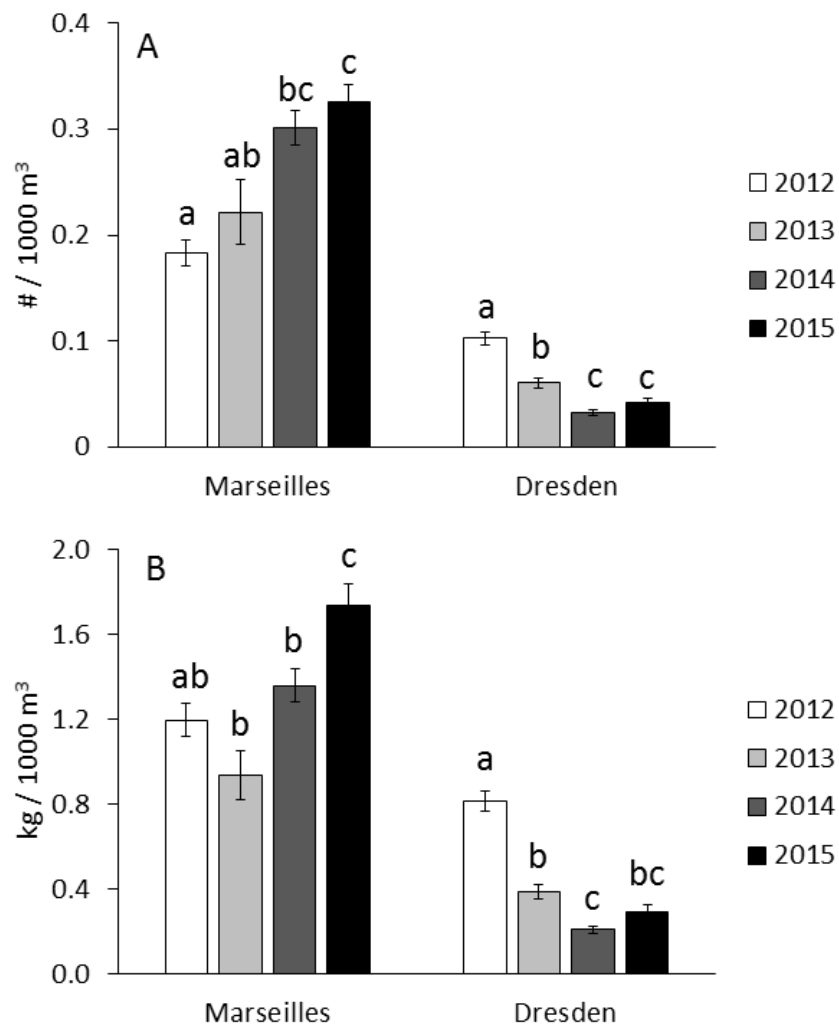 A
0.4
0.3
0.2
0.1
0
# / 1000 m³
a
ab
bc
c
a
b
c
c
Marseilles
Dresden
2012
2013
2014
2015
B
2.0
1.6
1.2
0.8
0.4
0.0
kg / 1000 m³
ab
b
b
c
a
b
c
bc
Marseilles
Dresden
2012
2013
2014
2015